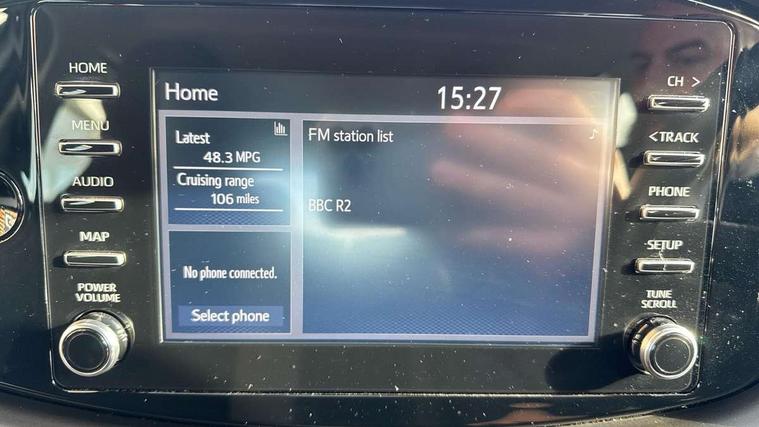 HOME
MENU
AUDIO
MAP
POWER
VOLUME
Home
15:27
Latest
48.3 MPG
Cruising range
106 miles
No phone connected.
Select phone
FM station list
BBC R2
CH >
< TRACK
PHONE
SETUP
TUNE
SCROLL